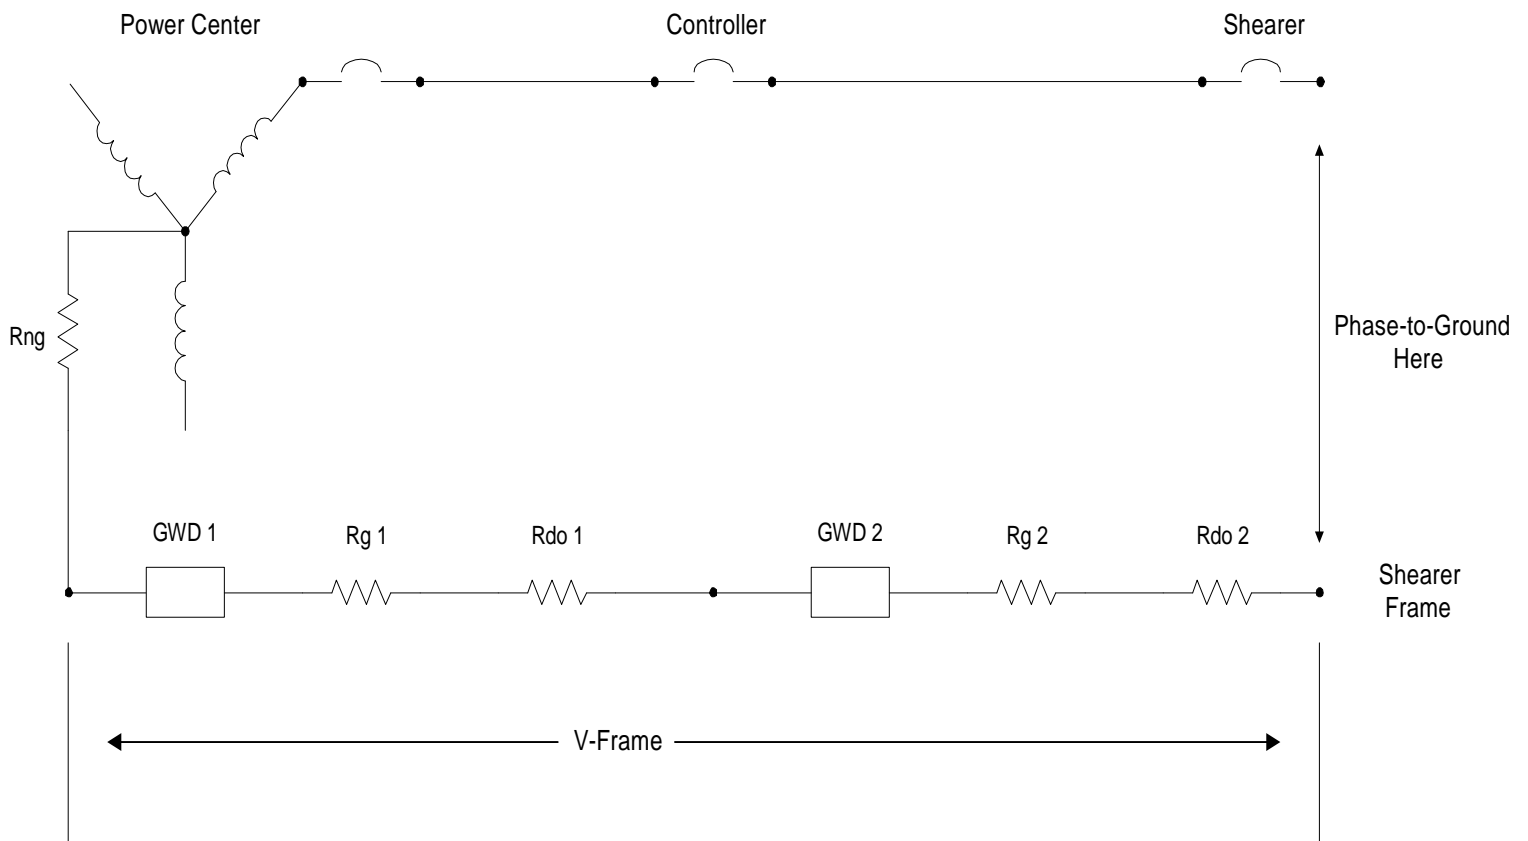 Power Center
Controller
Shearer
Rng
Phase-to-Ground
Here
GWD 1
Rg 1
Rdo 1
GWD 2
Rg 2
Rdo 2
Shearer
Frame
V-Frame